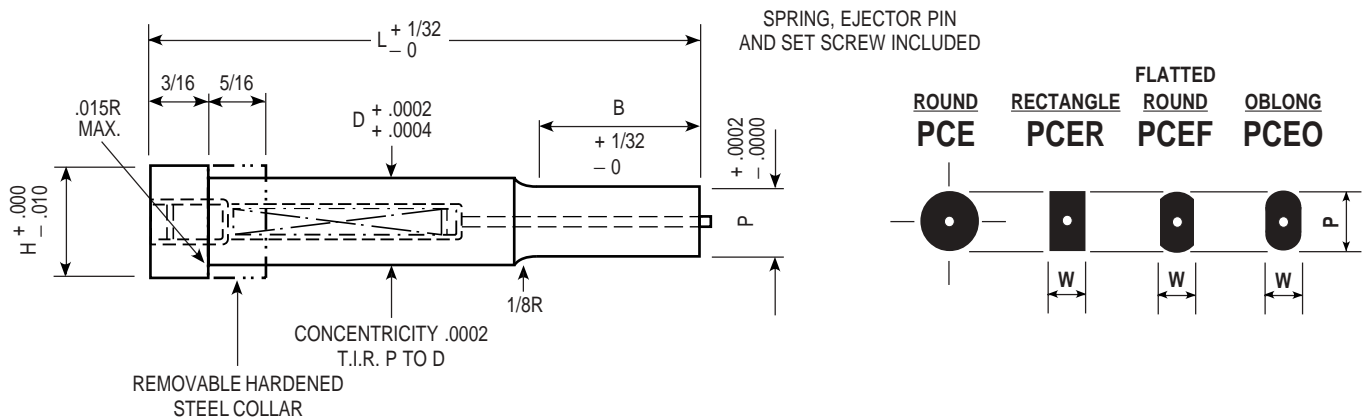 SPRING, EJECTOR PIN
AND SET SCREW INCLUDED
L + 1/32
– 0
3/16
5/16
.015R
MAX.
D + .0002
+ .0004
B
+ 1/32
– 0
+ .0002
– .0000
P
H + .000
– .010
1/8R
CONCENTRICITY .0002
T.I.R. P TO D
REMOVABLE HARDENED
STEEL COLLAR
ROUND
PCE
RECTANGLE
PCER
FLATTED
ROUND
PCEF
OBLONG
PCEO
P
W
W
W